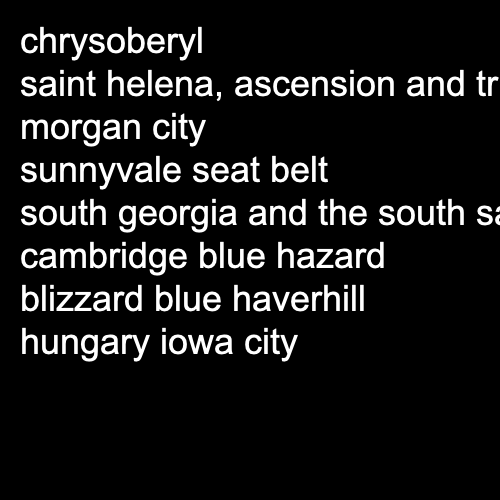 chrysoberyl
saint helena, ascension and
morgan city
sunnyvale seat belt
south georgia and the south
cambridge blue hazard
blizzard blue haverhill
hungary iowa city